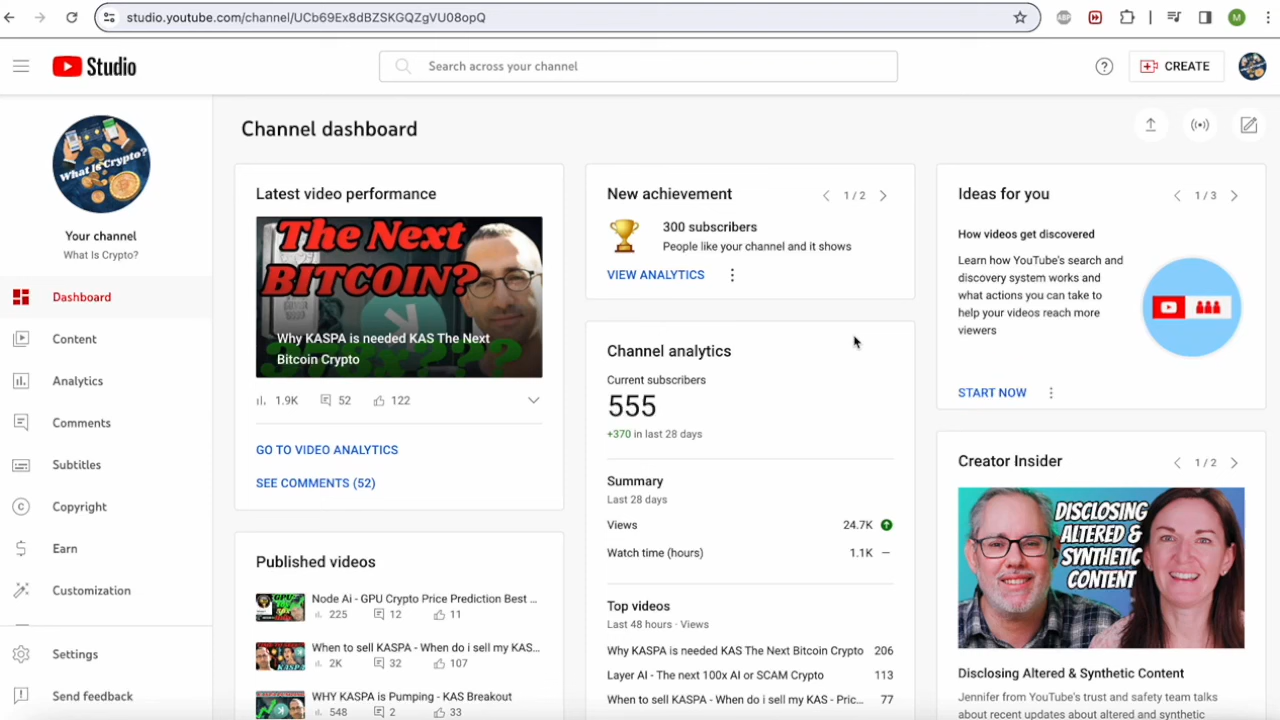 studio.youtube.com/channel/UCb69Ex8dBZSKGQZgVU08opQ
ABP
M
Studio
Search across your channel
CREATE
What Is Crypto?
Your channel
What Is Crypto?
Dashboard
Content
Analytics
Comments
Subtitles
Copyright
Earn
Customization
Settings
Send feedback
Channel dashboard
Latest video performance
The Next
BITCOIN?
Why KASPA is needed KAS The Next
Bitcoin Crypto
1.9K 52 122
GO TO VIDEO ANALYTICS
SEE COMMENTS (52)
Published videos
Node Ai - GPU Crypto Price Prediction Best ...
225 12 11
When to sell KASPA - When do i sell my KAS...
2K 32 107
WHY KASPA is Pumping - KAS Breakout
548 2 33
New achievement
1 / 2
300 subscribers
People like your channel and it shows
VIEW ANALYTICS
Channel analytics
Current subscribers
555
+370 in last 28 days
Summary
Last 28 days
Views 24.7K
Watch time (hours) 1.1K —
Top videos
Last 48 hours · Views
Why KASPA is needed KAS The Next Bitcoin Crypto 206
Layer AI - The next 100x AI or SCAM Crypto 113
When to sell KASPA - When do i sell my KAS - Pric... 77
Ideas for you
1 / 3
How videos get discovered
Learn how YouTube's search and
discovery system works and
what actions you can take to
help your videos reach more
viewers
START NOW
Creator Insider
1 / 2
DISCLOSING
ALTERED &
SYNTHETIC
CONTENT
Disclosing Altered & Synthetic Content
Jennifer from YouTube's trust and safety team talks
about recent updates about altered and synthetic